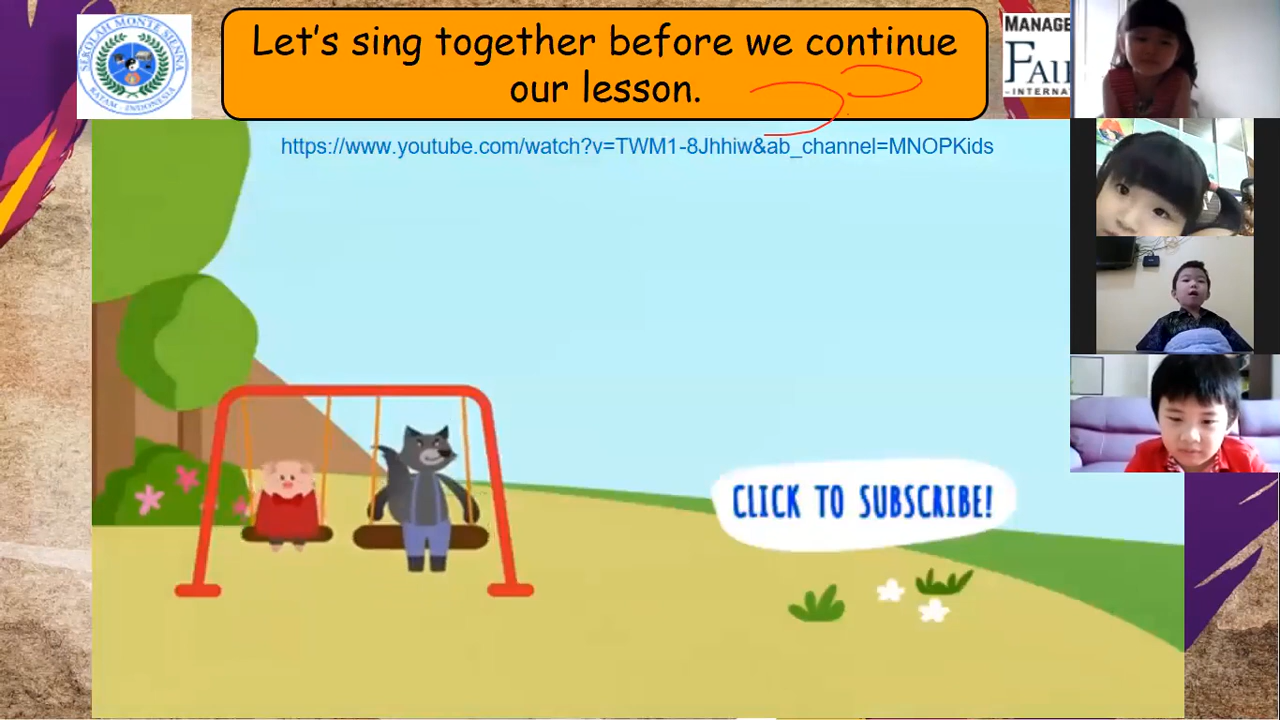 Let's sing together before we continue
our lesson.
https://www.youtube.com/watch?v=TWM1-8Jhhiw&ab_channel=MNOPKids
SEKOLAH MONTE SIENNA
BATAM, INDONESIA
MANAGE
FAI
- INTERNA
CLICK TO SUBSCRIBE!